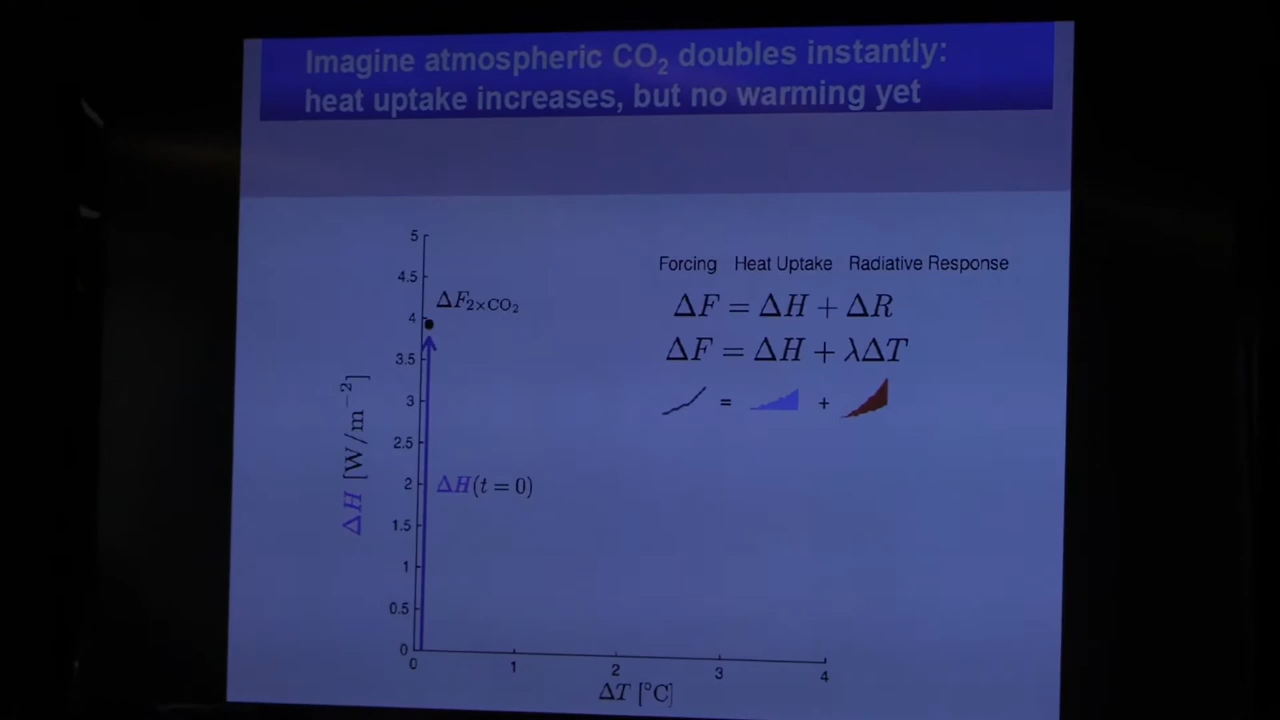 Imagine atmospheric CO₂ doubles instantly:
heat uptake increases, but no warming yet
Forcing Heat Uptake Radiative Response
ΔF = ΔH + ΔR
ΔF = ΔH + λΔT
= +
5
4.5
4
3.5
3
2.5
2
1.5
1
0.5
0
ΔF₂×CO₂
ΔH(t = 0)
ΔH [W/m⁻²]
0 1 2 3 4
ΔT [°C]